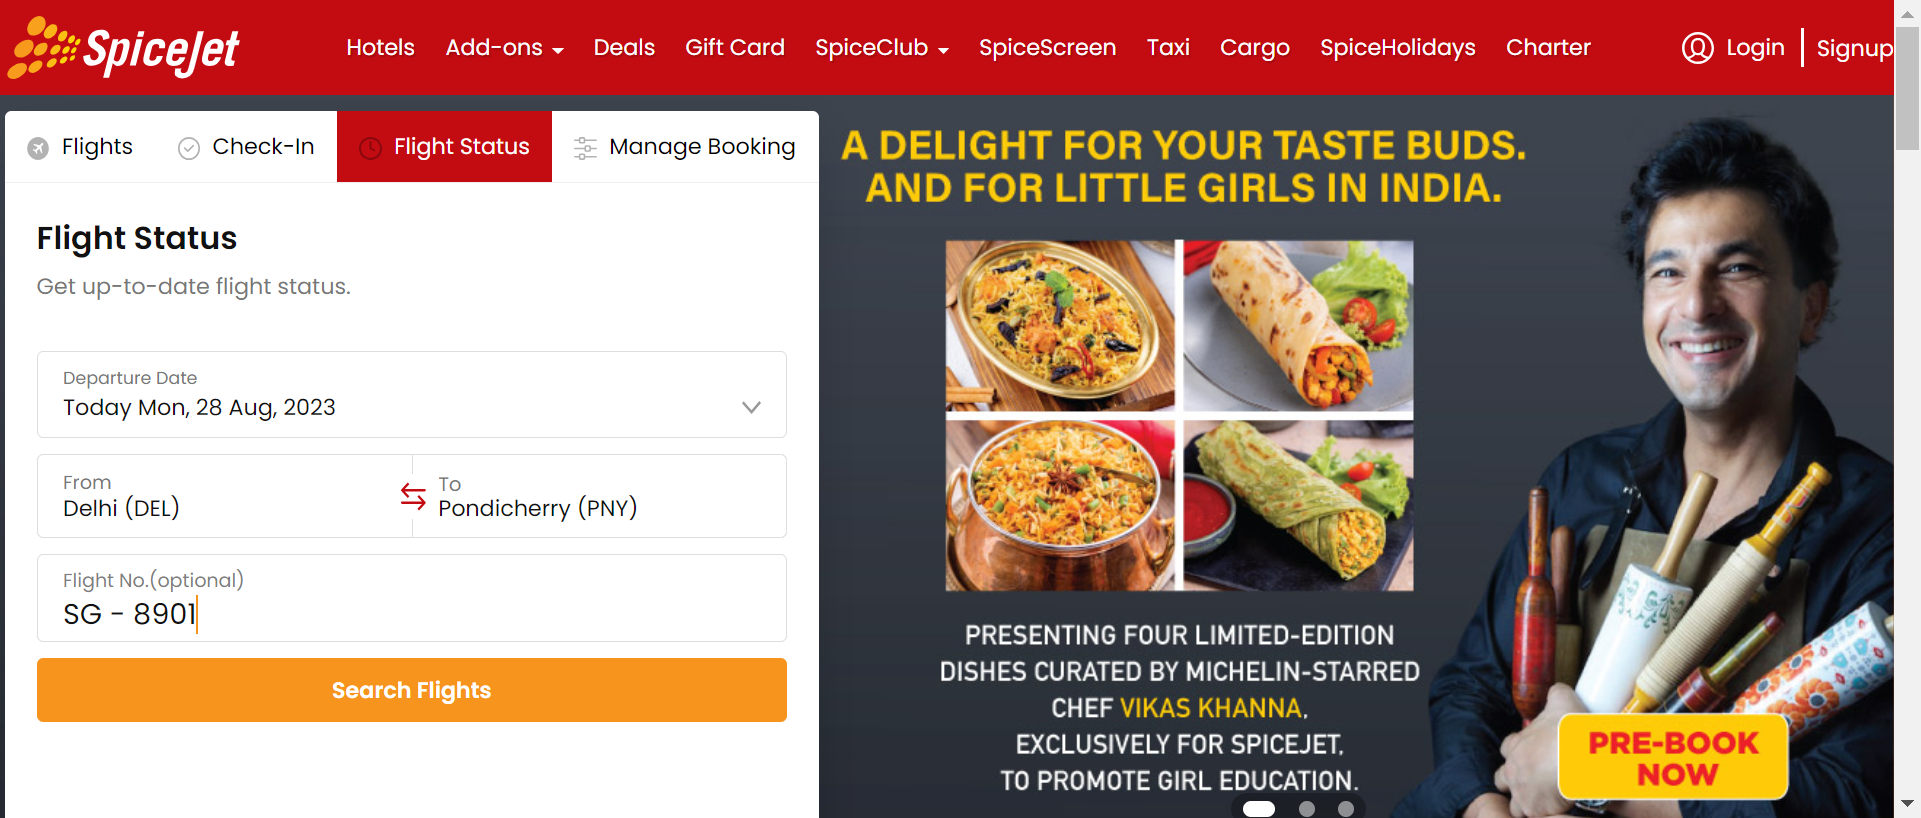 SpiceJet
Hotels Add-ons Deals Gift Card SpiceClub SpiceScreen Taxi Cargo SpiceHolidays Charter Login Signup
Flights Check-In Flight Status Manage Booking
Flight Status
Get up-to-date flight status.
Departure Date
Today Mon, 28 Aug, 2023
From
Delhi (DEL)
To
Pondicherry (PNY)
Flight No.(optional)
SG - 8901
Search Flights
A DELIGHT FOR YOUR TASTE BUDS.
AND FOR LITTLE GIRLS IN INDIA.
PRESENTING FOUR LIMITED-EDITION
DISHES CURATED BY MICHELIN-STARRED
CHEF VIKAS KHANNA,
EXCLUSIVELY FOR SPICEJET,
TO PROMOTE GIRL EDUCATION.
PRE-BOOK
NOW